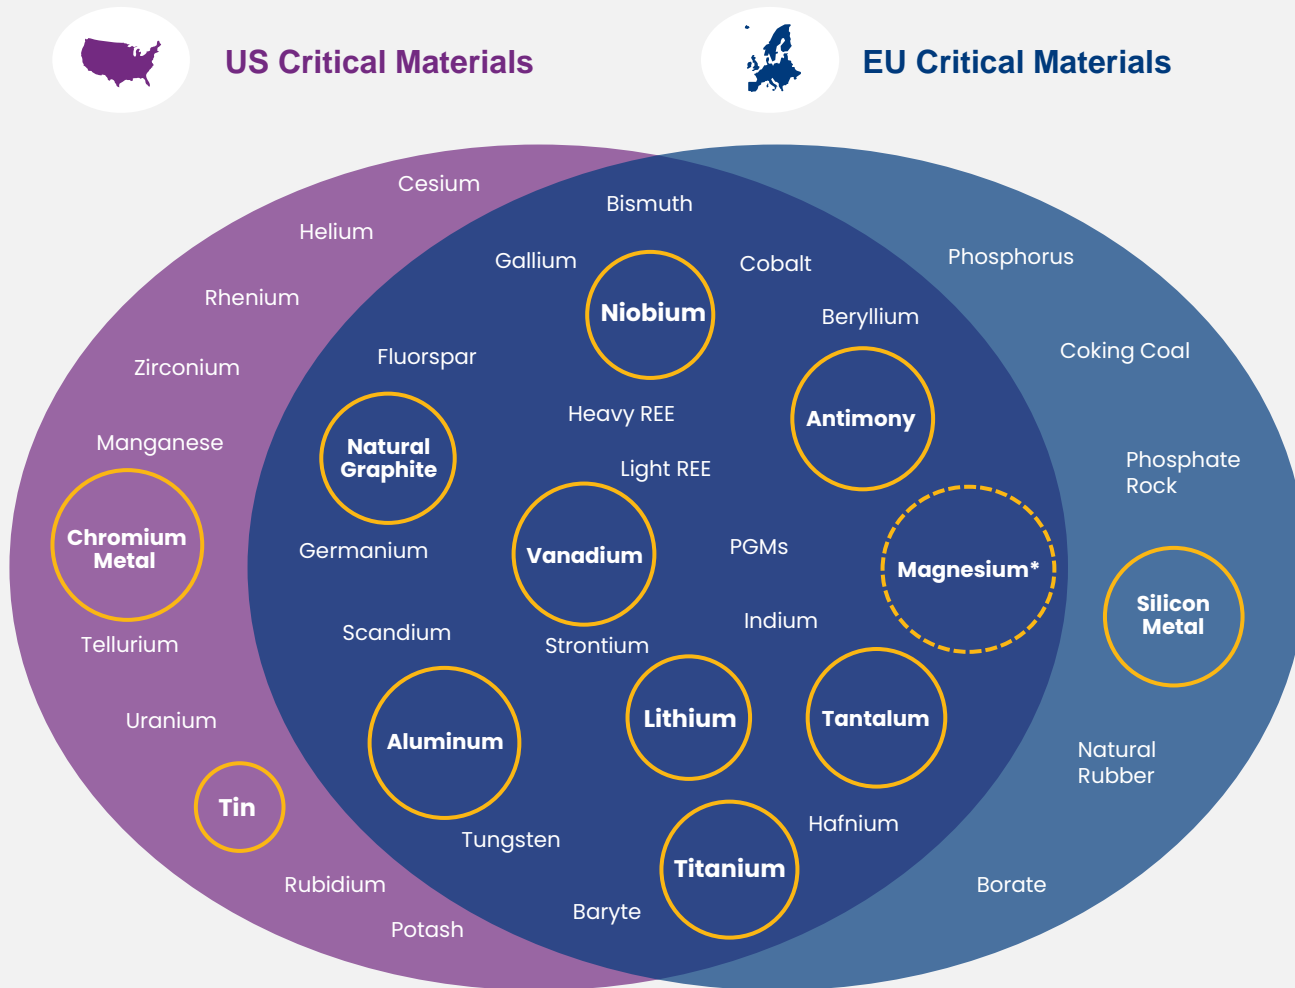 US Critical Materials
EU Critical Materials
Cesium
Helium
Rhenium
Zirconium
Manganese
Chromium
Metal
Tellurium
Uranium
Tin
Rubidium
Potash
Bismuth
Gallium
Cobalt
Niobium
Beryllium
Fluorspar
Heavy REE
Antimony
Natural
Graphite
Light REE
Germanium
Vanadium
PGMs
Magnesium*
Scandium
Strontium
Indium
Aluminum
Lithium
Tantalum
Tungsten
Titanium
Hafnium
Baryte
Phosphorus
Coking Coal
Phosphate
Rock
Silicon
Metal
Natural
Rubber
Borate